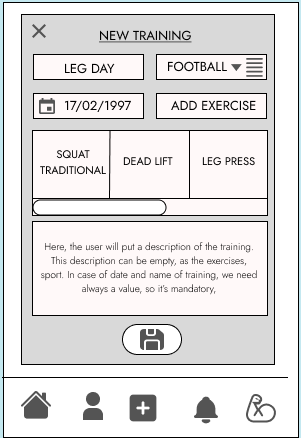 NEW TRAINING
LEG DAY
FOOTBALL
17/02/1997
ADD EXERCISE
SQUAT
TRADITIONAL
DEAD LIFT
LEG PRESS
Here, the user will put a description of the training.
This description can be empty, as the exercises,
sport. In case of date and name of training, we need
always a value, so it's mandatory,